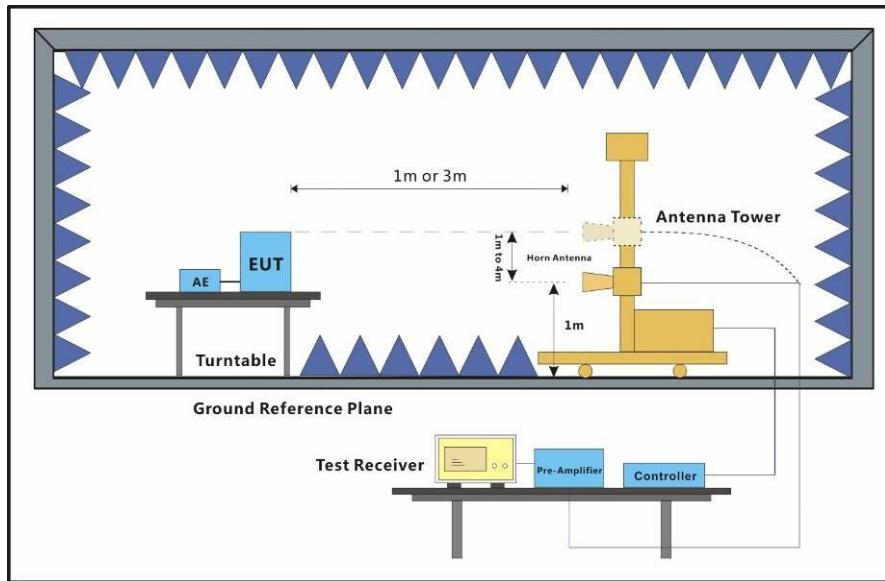 1m or 3m
Antenna Tower
1m to 4m
Horn Antenna
EUT
AE
1m
Turntable
Ground Reference Plane
Test Receiver
Pre-Amplifier
Controller